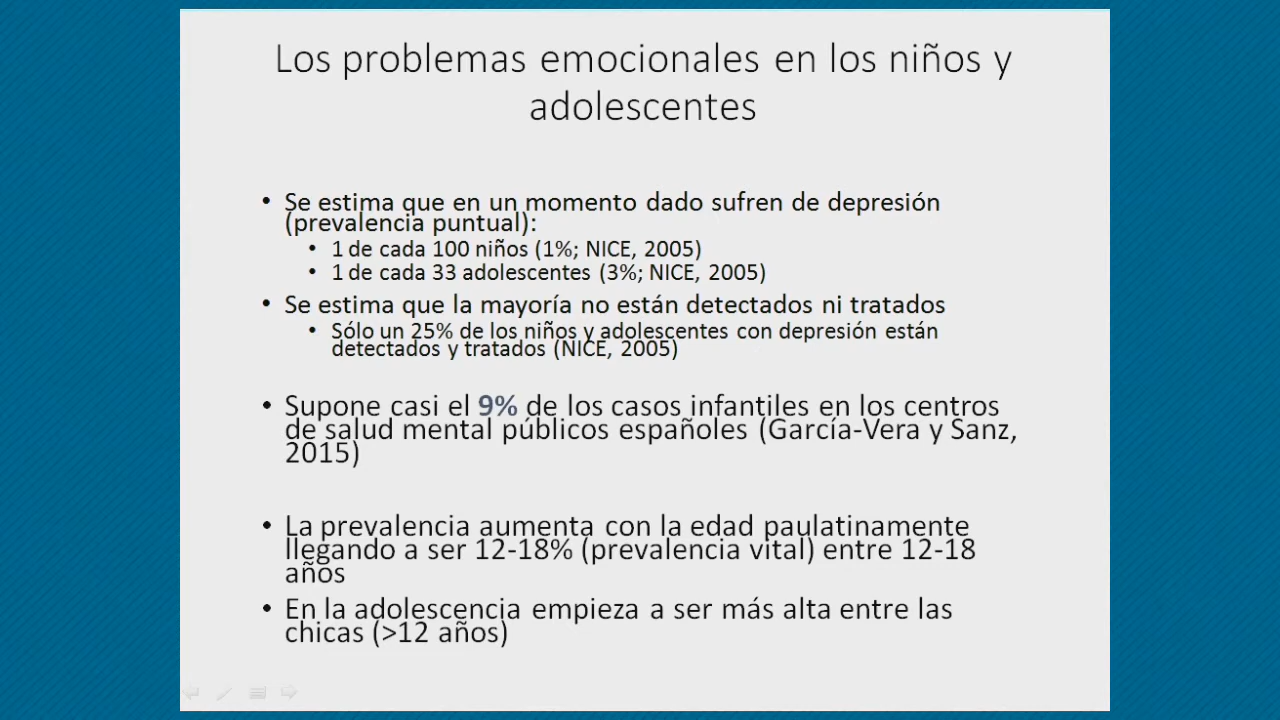 Los problemas emocionales en los niños y
adolescentes
• Se estima que en un momento dado sufren de depresión
(prevalencia puntual):
• 1 de cada 100 niños (1%; NICE, 2005)
• 1 de cada 33 adolescentes (3%; NICE, 2005)
• Se estima que la mayoría no están detectados ni tratados
• Sólo un 25% de los niños y adolescentes con depresión están
detectados y tratados (NICE, 2005)
• Supone casi el 9% de los casos infantiles en los centros
de salud mental públicos españoles (García-Vera y Sanz,
2015)
• La prevalencia aumenta con la edad paulatinamente
llegando a ser 12-18% (prevalencia vital) entre 12-18
años
• En la adolescencia empieza a ser más alta entre las
chicas (>12 años)